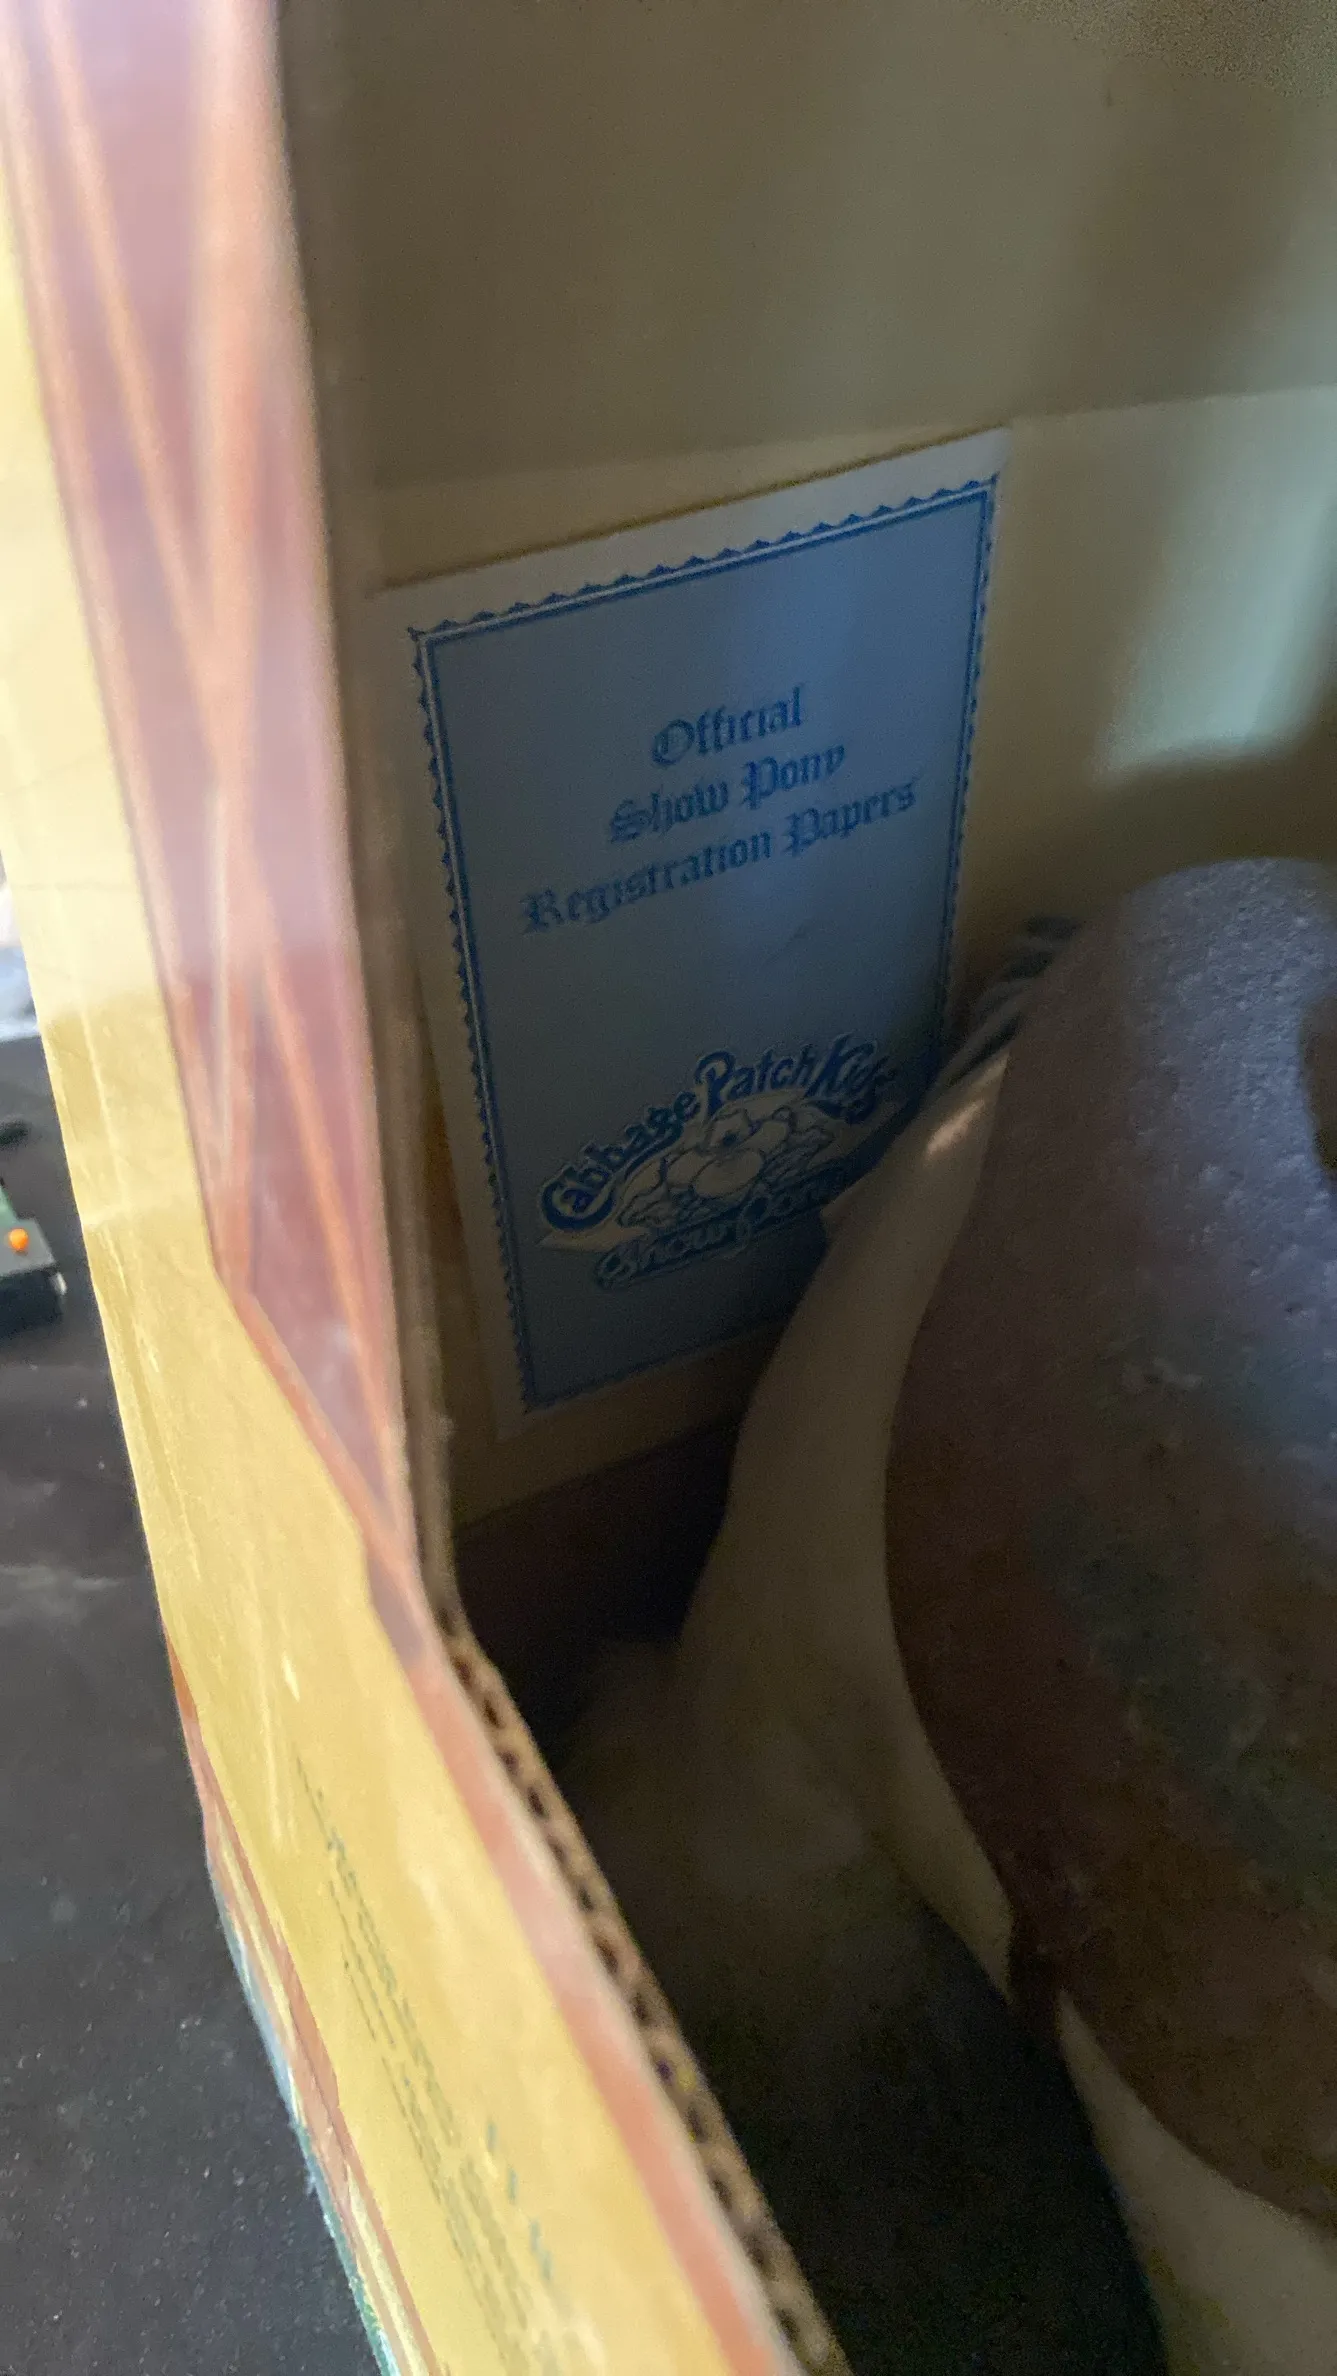 Official
Show Pony
Registration Papers
Cabbage Patch Kids
Show Pony